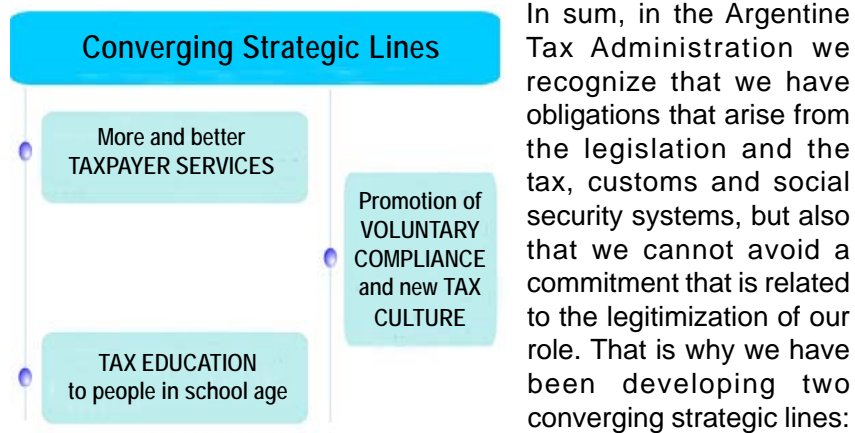 Converging Strategic Lines
More and better
TAXPAYER SERVICES
Promotion of
VOLUNTARY
COMPLIANCE
and new TAX
CULTURE
TAX EDUCATION
to people in school age
In sum, in the Argentine
Tax Administration we
recognize that we have
obligations that arise from
the legislation and the
tax, customs and social
security systems, but also
that we cannot avoid a
commitment that is related
to the legitimization of our
role. That is why we have
been developing two
converging strategic lines: